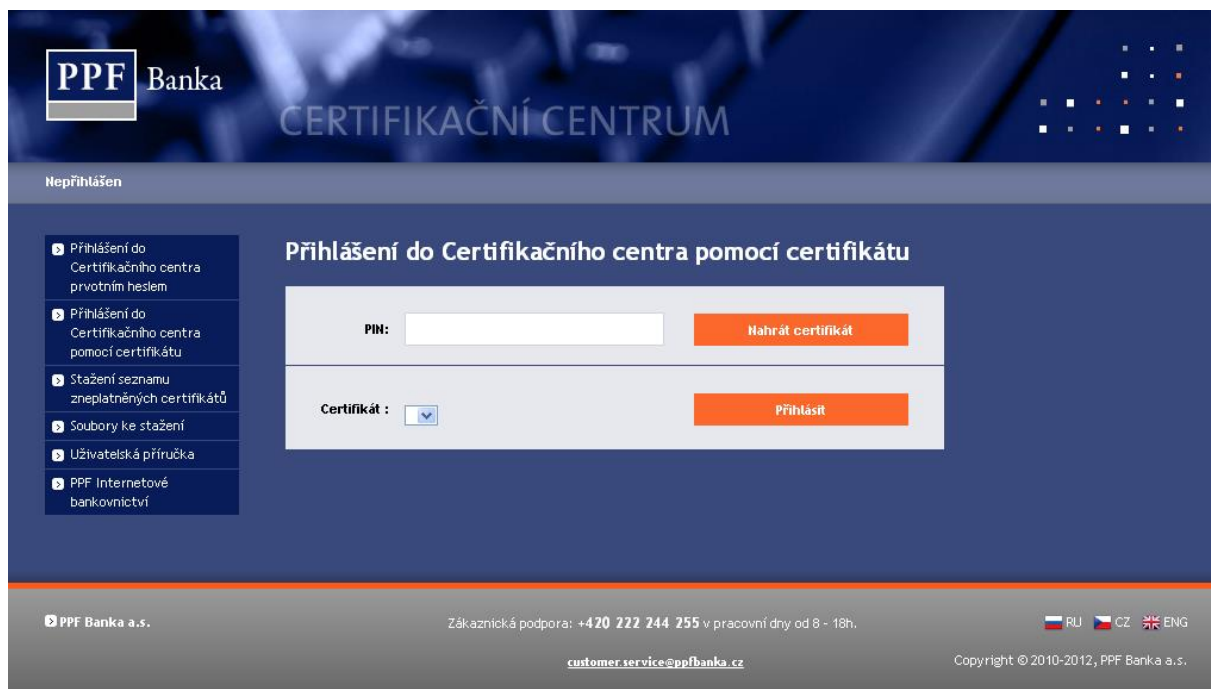 PPF Banka
CERTIFIKAČNÍ CENTRUM
Nepřihlášen
Přihlášení do
Certifikačního centra
prvotním heslem
Přihlášení do
Certifikačního centra
pomocí certifikátu
Stažení seznamu
zneplatněných certifikátů
Soubory ke stažení
Uživatelská příručka
PPF Internetové
bankovnictví
Přihlášení do Certifikačního centra pomocí certifikátu
PIN:
Nahrát certifikát
Certifikát :
Přihlásit
PPF Banka a.s.
Zákaznická podpora: +420 222 244 255 v pracovní dny od 8 - 18h.
customer.service@ppfbanka.cz
RU CZ ENG
Copyright © 2010-2012, PPF Banka a.s.